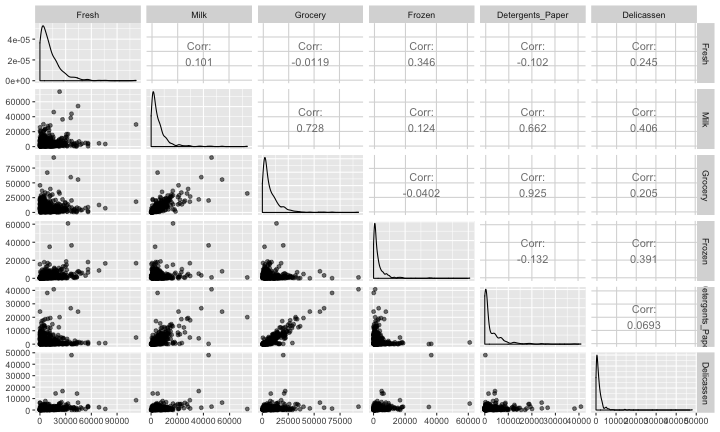 Fresh Milk Grocery Frozen Detergents_Paper Delicassen
4e-05
2e-05
0e+00
Corr: Corr: Corr: Corr: Corr:
0.101 -0.0119 0.346 -0.102 0.245
Fresh
60000
40000
20000
0
Corr: Corr: Corr: Corr:
0.728 0.124 0.662 0.406
Milk
75000
50000
25000
0
Corr: Corr: Corr:
-0.0402 0.925 0.205
Grocery
60000
40000
20000
0
Corr: Corr:
-0.132 0.391
Frozen
40000
30000
20000
10000
0
Corr:
0.0693
etergents_Pape
50000
40000
30000
20000
10000
0
Delicassen
0 30000 60000 90000 0 20000 40000 60000 0 25000 50000 75000 0 20000 40000 60000 0 10000 20000 30000 40000 0 10000 20000 30000 40000 50000